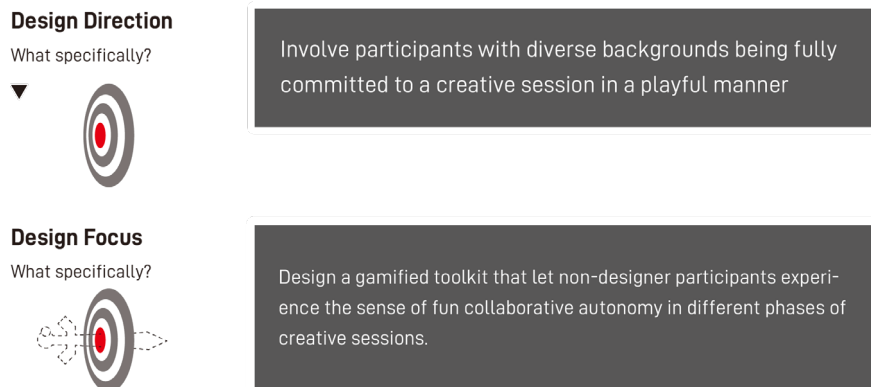 Design Direction
What specifically?
Involve participants with diverse backgrounds being fully
committed to a creative session in a playful manner
Design Focus
What specifically?
Design a gamified toolkit that let non-designer participants experi-
ence the sense of fun collaborative autonomy in different phases of
creative sessions.